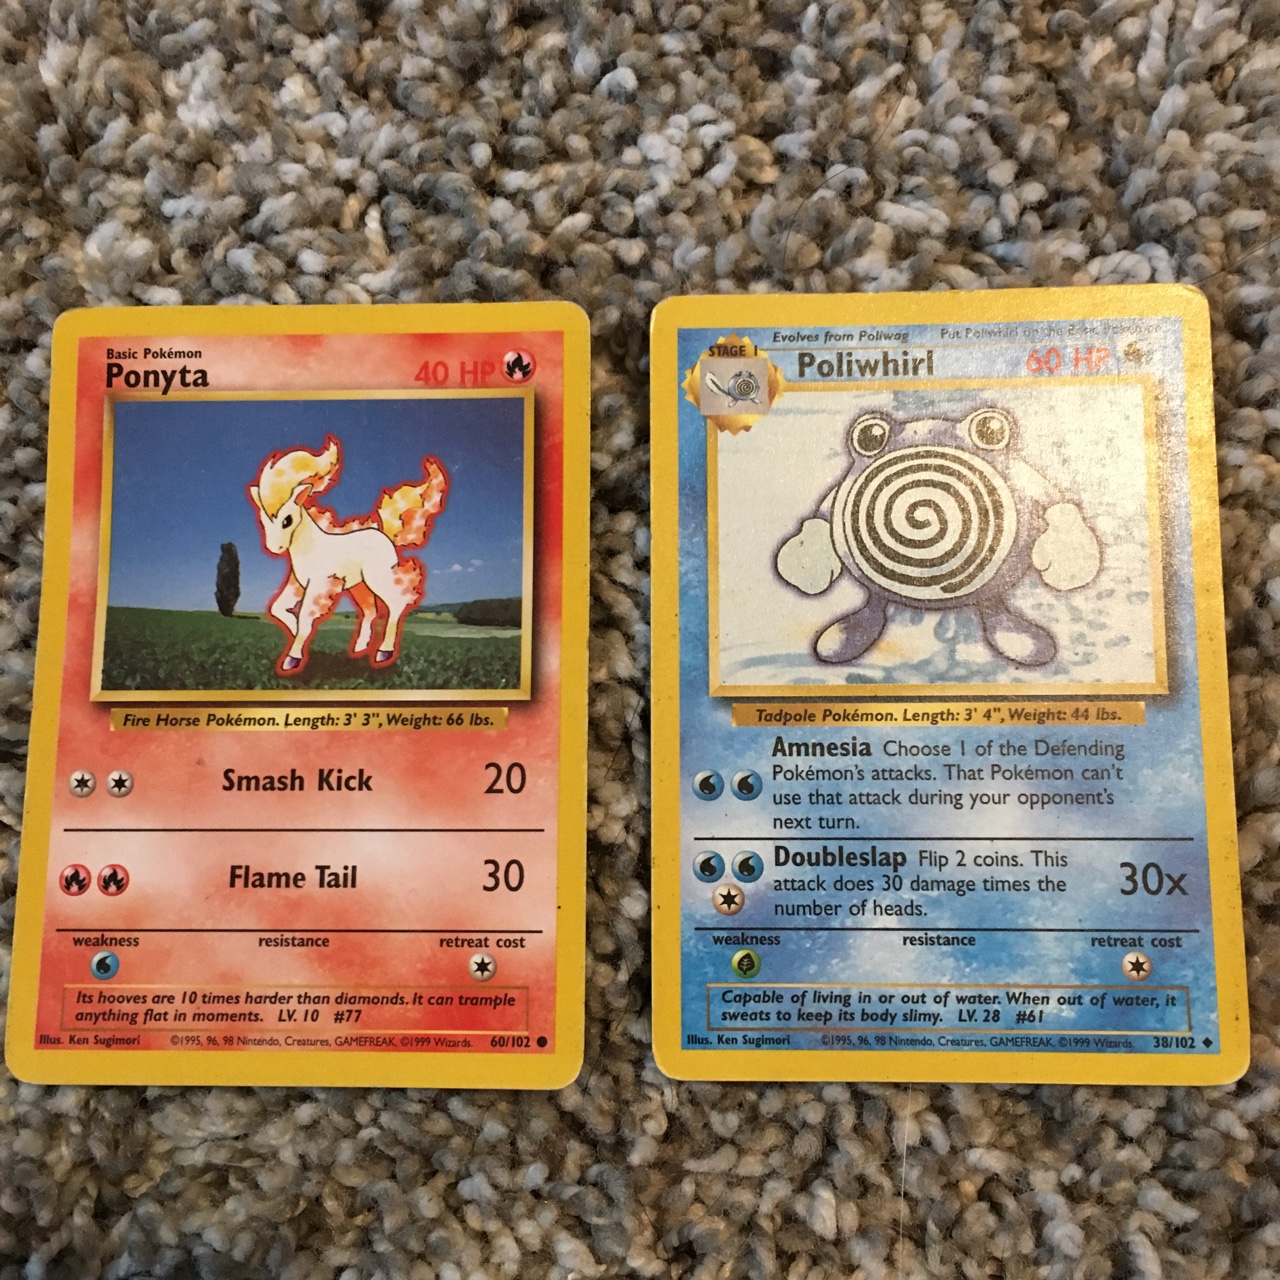 Basic Pokémon
Ponyta
40 HP
Fire Horse Pokémon. Length: 3' 3", Weight: 66 lbs.
Smash Kick 20
Flame Tail 30
weakness resistance retreat cost
Its hooves are 10 times harder than diamonds. It can trample
anything flat in moments. LV. 10 #77
Illus. Ken Sugimori ©1995, 96, 98 Nintendo, Creatures, GAMEFREAK. ©1999 Wizards. 60/102
Evolves from Poliwag Put Poliwhirl on the Basic Pokémon
STAGE 1
Poliwhirl
60 HP
Tadpole Pokémon. Length: 3' 4", Weight: 44 lbs.
Amnesia Choose 1 of the Defending
Pokémon's attacks. That Pokémon can't
use that attack during your opponent's
next turn.
Doubleslap Flip 2 coins. This
attack does 30 damage times the
number of heads.
30x
weakness resistance retreat cost
Capable of living in or out of water. When out of water, it
sweats to keep its body slimy. LV. 28 #61
Illus. Ken Sugimori ©1995, 96, 98 Nintendo, Creatures, GAMEFREAK. ©1999 Wizards. 38/102